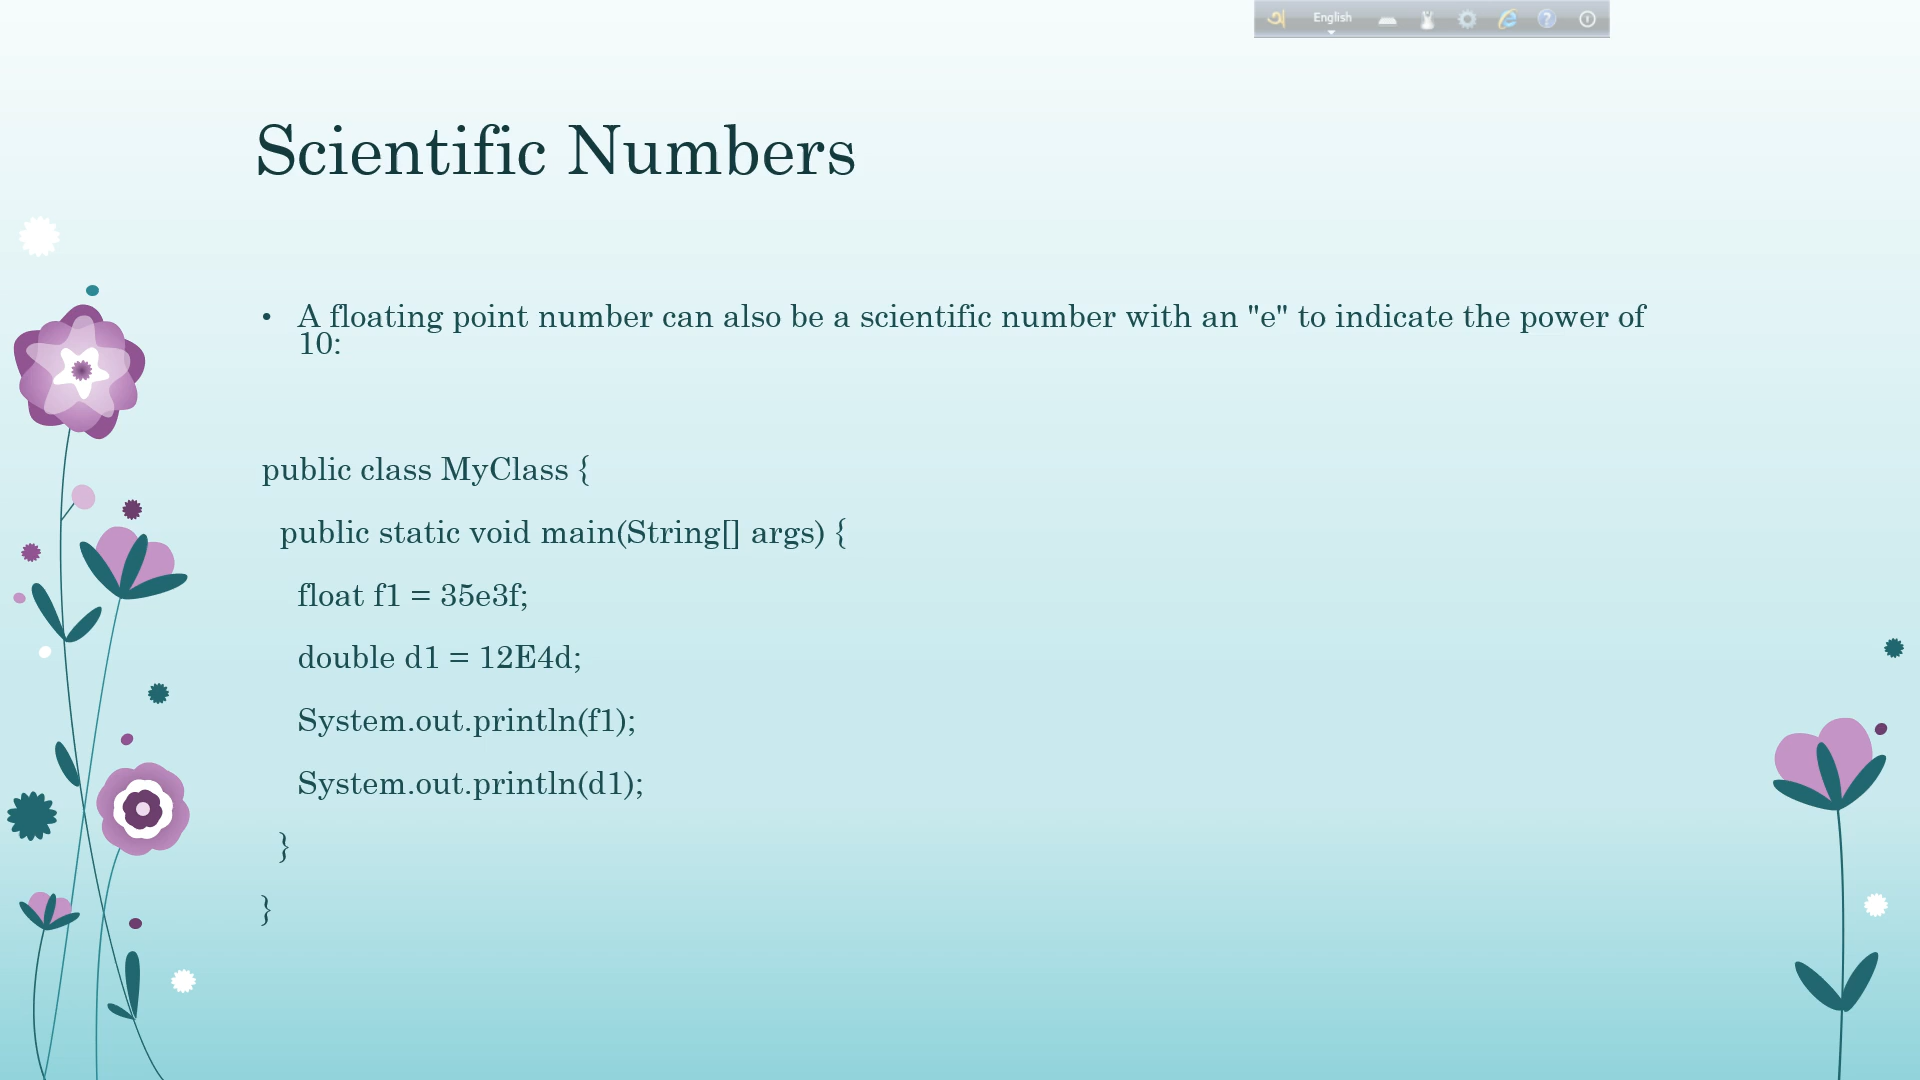 અ English
Scientific Numbers
• A floating point number can also be a scientific number with an "e" to indicate the power of
10:
public class MyClass {
public static void main(String[] args) {
float f1 = 35e3f;
double d1 = 12E4d;
System.out.println(f1);
System.out.println(d1);
}
}